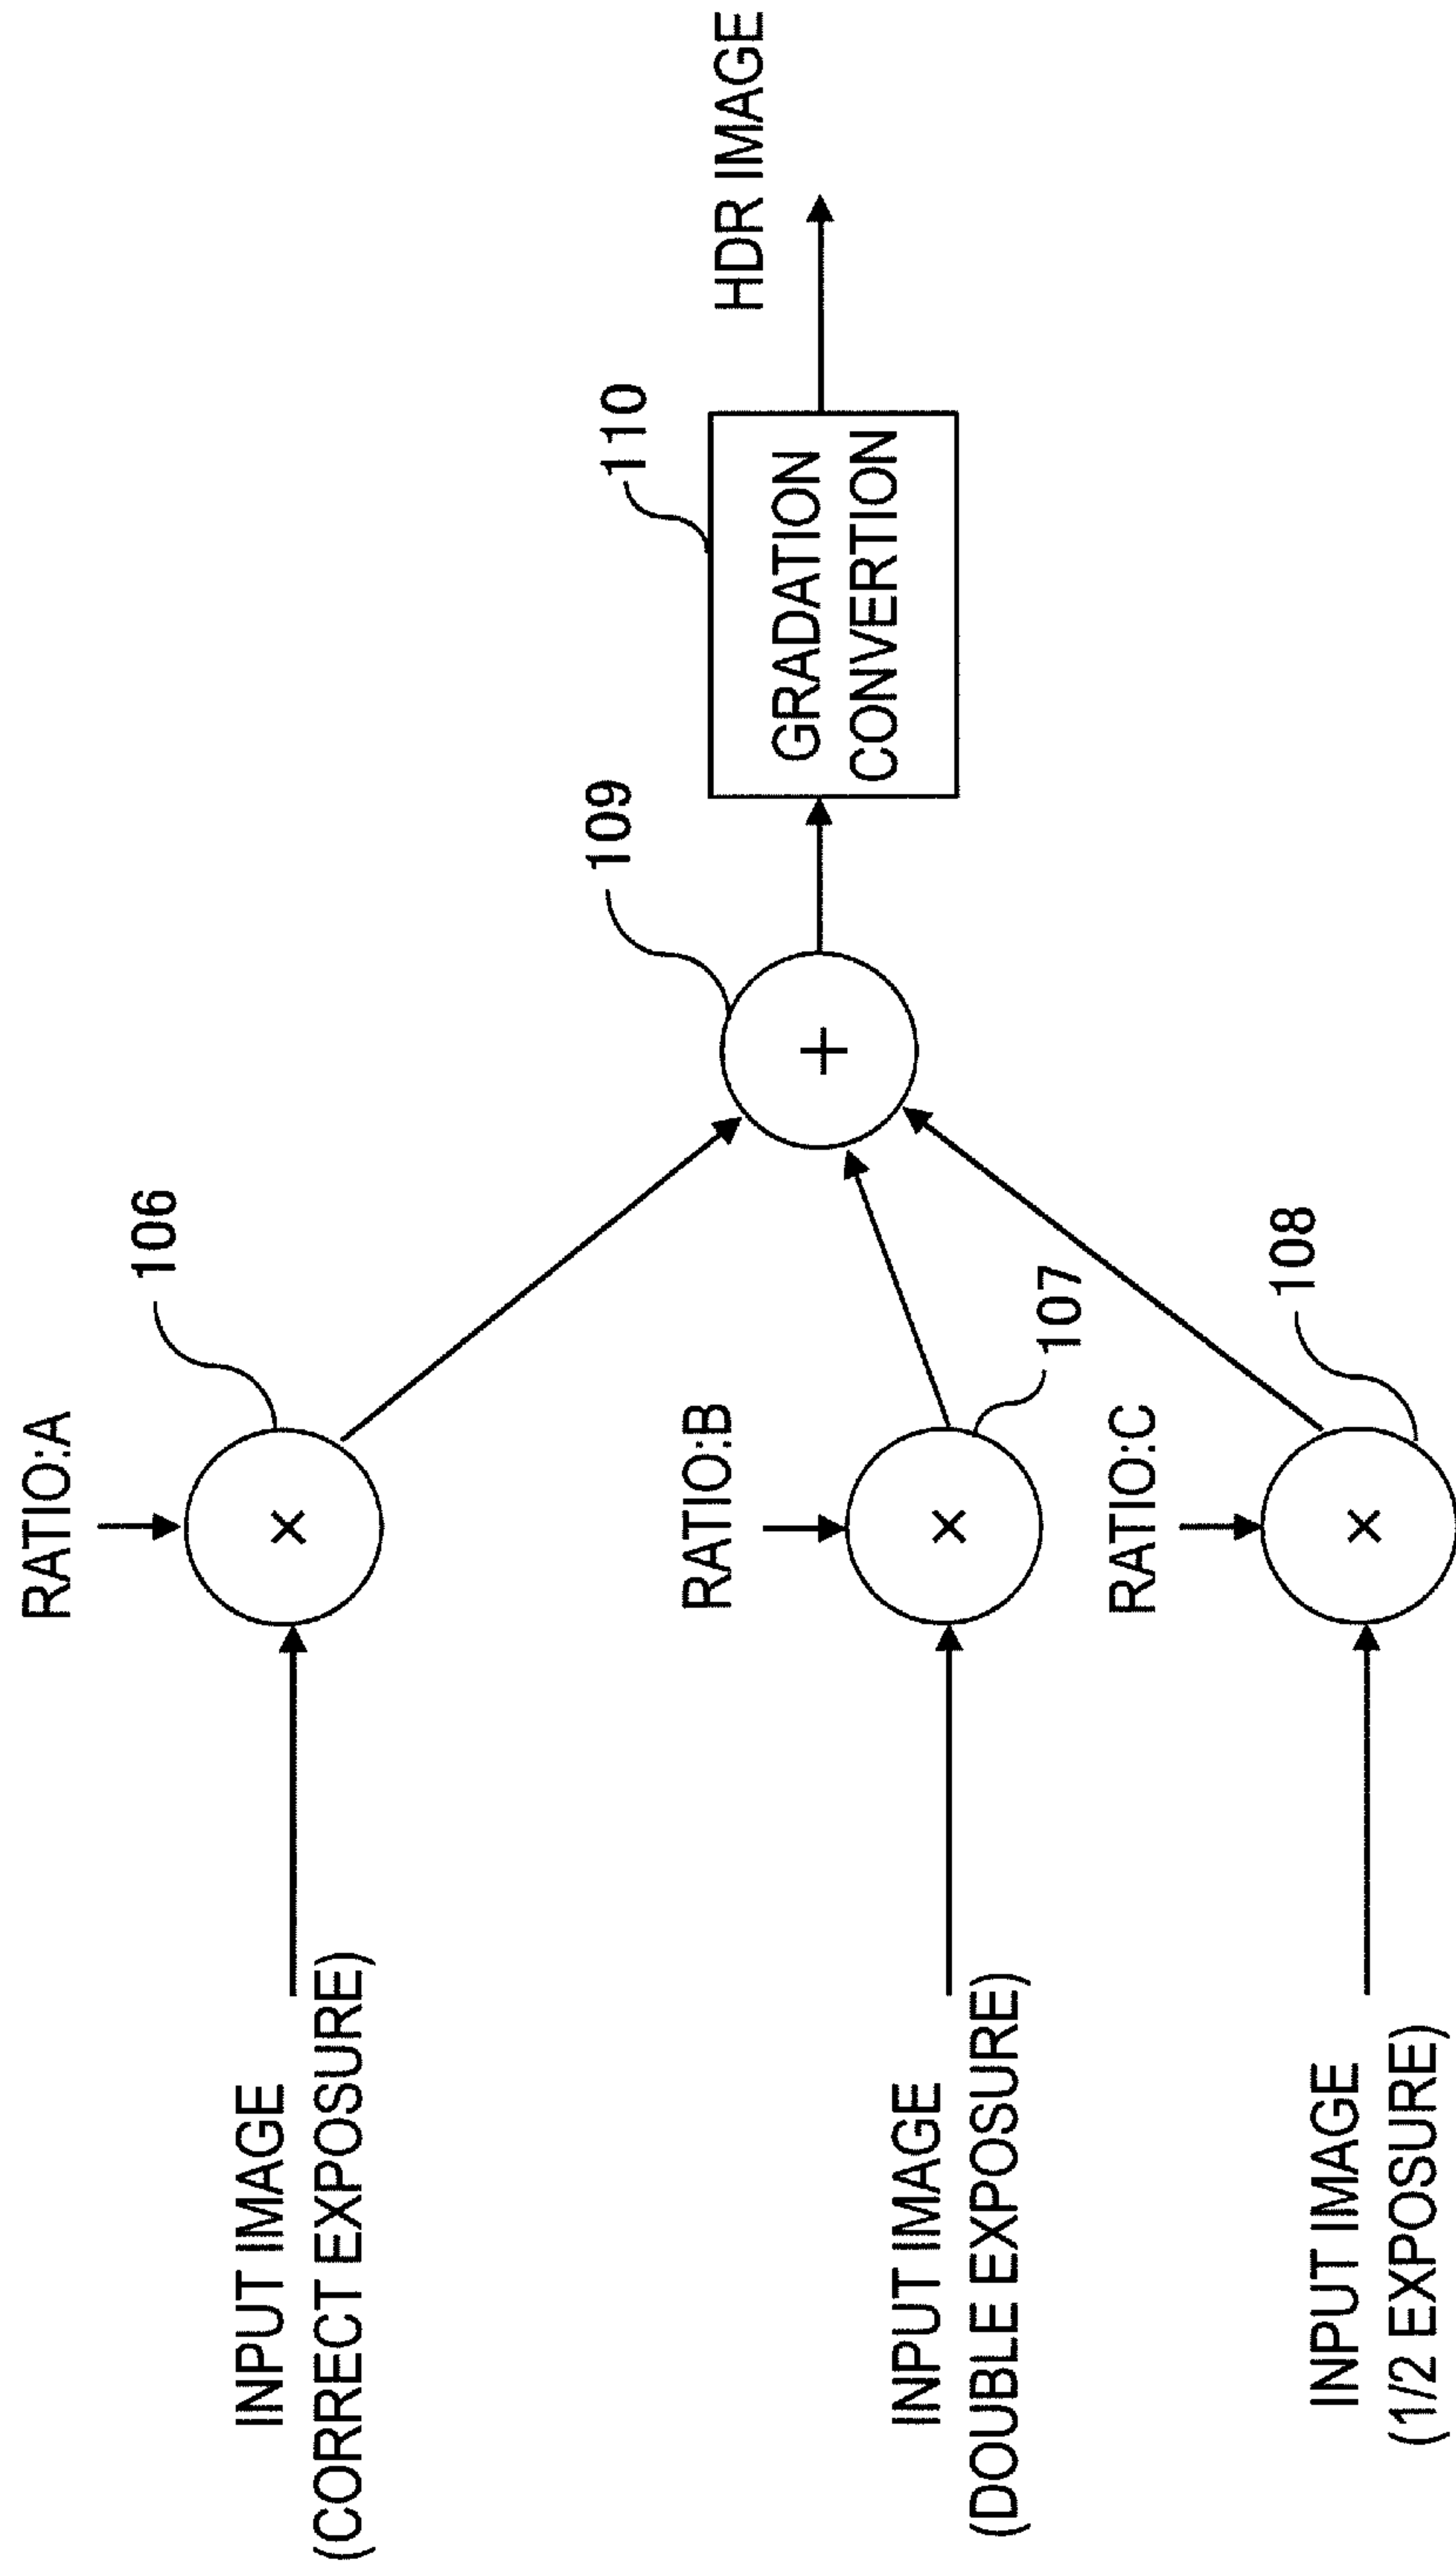 RATIO:A
106
×
INPUT IMAGE
(CORRECT EXPOSURE)
RATIO:B
107
×
INPUT IMAGE
(DOUBLE EXPOSURE)
RATIO:C
108
×
INPUT IMAGE
(1/2 EXPOSURE)
109
+
110
GRADATION
CONVERTION
HDR IMAGE